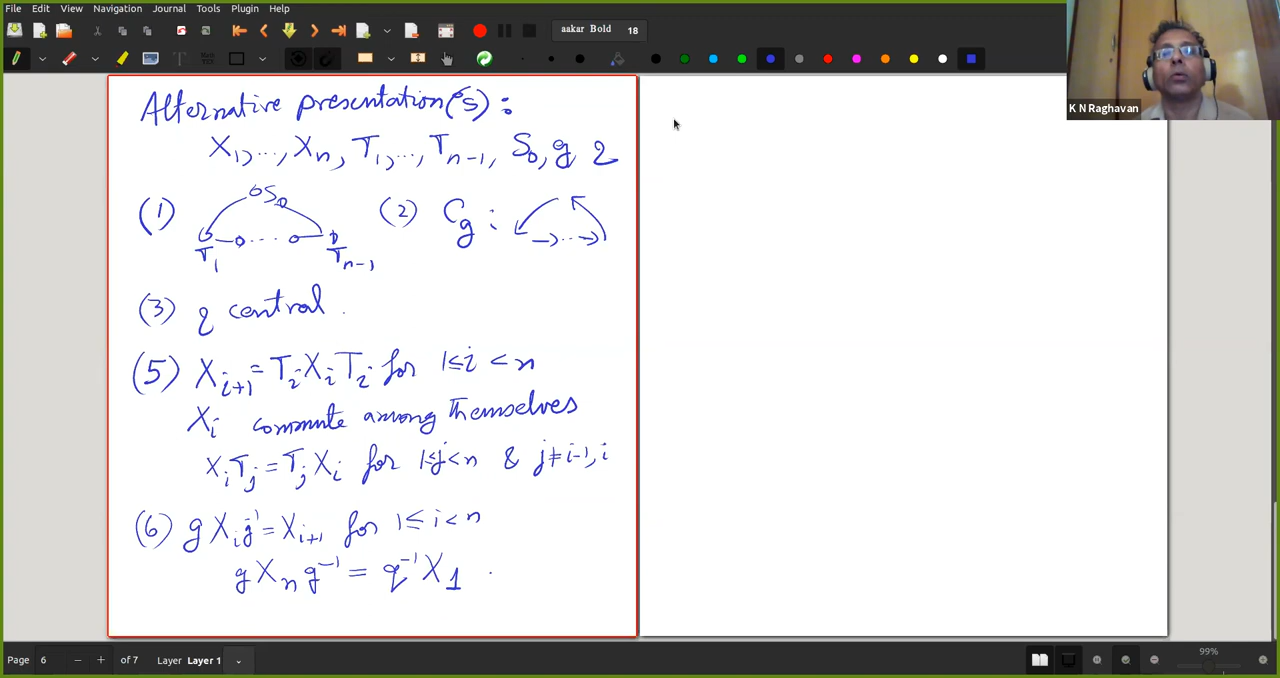 File Edit View Navigation Journal Tools Plugin Help
aakar Bold 18
K N Raghavan
Alternative presentation(s):
X₁, ..., Xₙ, T₁, ..., Tₙ₋₁, S₀, g q
(1) S₀ (2) C_g :
T₁ Tₙ₋₁
(3) q central.
(5) Xᵢ₊₁ = TᵢXᵢTᵢ for 1≤i<n
Xᵢ commute among themselves
XᵢTⱼ = TⱼXᵢ for 1≤j<n & j≠i-1, i
(6) gXᵢg⁻¹ = Xᵢ₊₁ for 1≤i<n
gXₙg⁻¹ = q⁻¹X₁.
Page 6 − + of 7 Layer Layer 1 99%